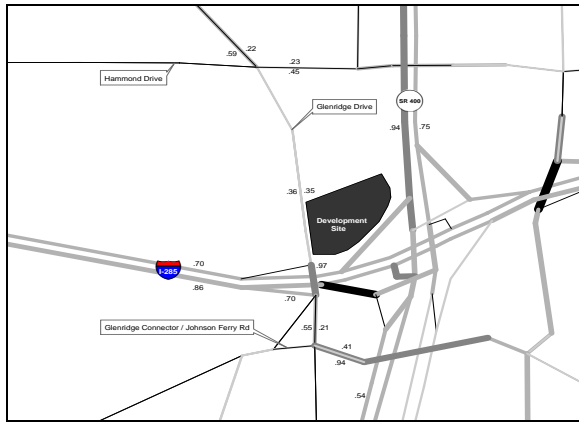 .22
.59
.23
.45
Hammond Drive
Glenridge Drive
SR 400
.94
.75
.36
.35
Development
Site
.97
.70
I-285
.86
.70
Glenridge Connector / Johnson Ferry Rd
.55
.21
.41
.94
.54